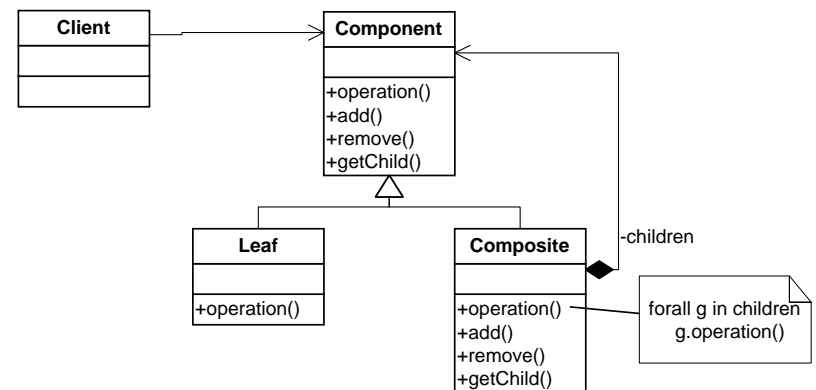 Client
Component
+operation()
+add()
+remove()
+getChild()
Leaf
+operation()
Composite
+operation()
+add()
+remove()
+getChild()
-children
forall g in children
g.operation()